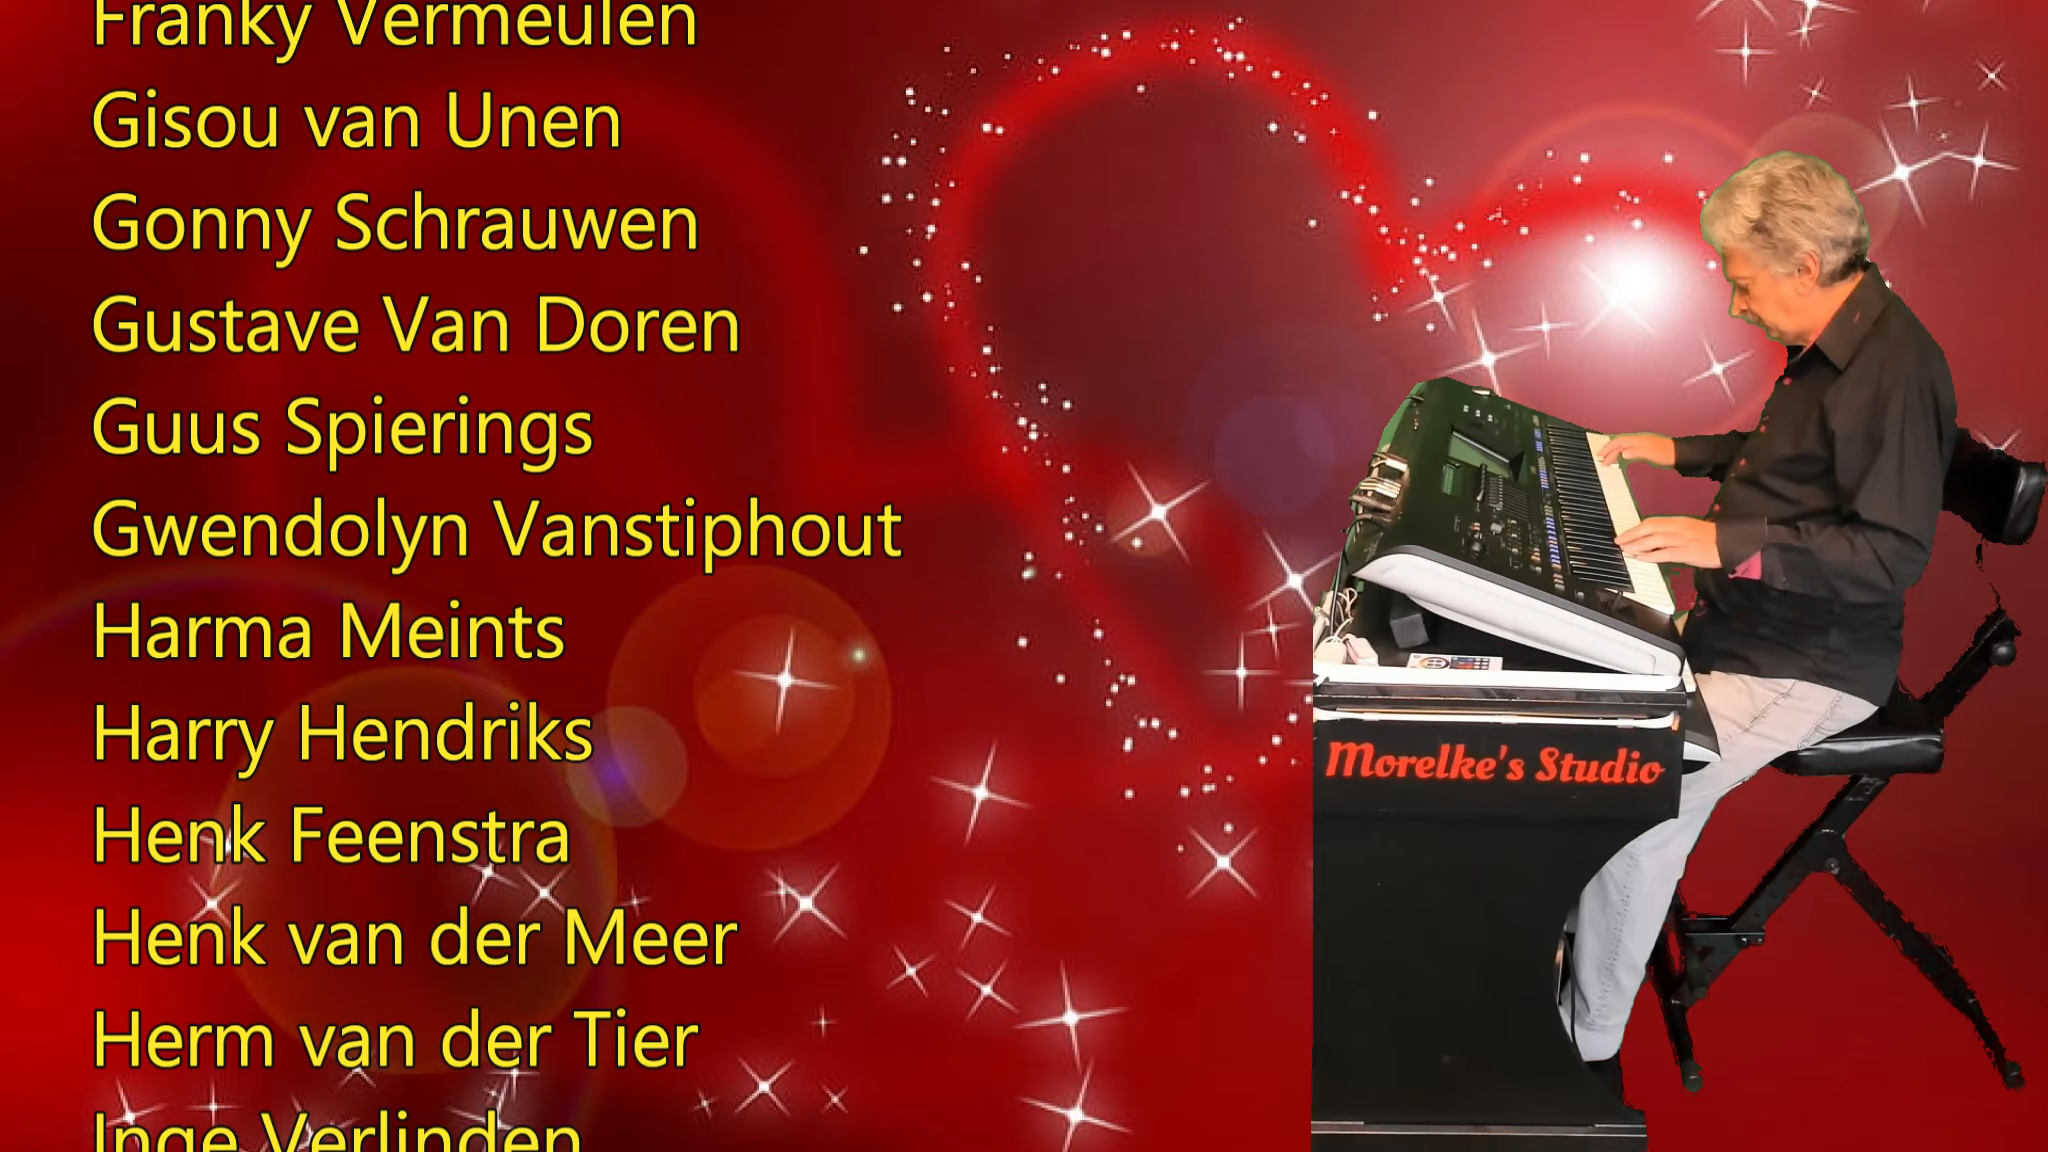 Franky Vermeulen
Gisou van Unen
Gonny Schrauwen
Gustave Van Doren
Guus Spierings
Gwendolyn Vanstiphout
Harma Meints
Harry Hendriks
Henk Feenstra
Henk van der Meer
Herm van der Tier
Inge Verlinden
Morelke's Studio